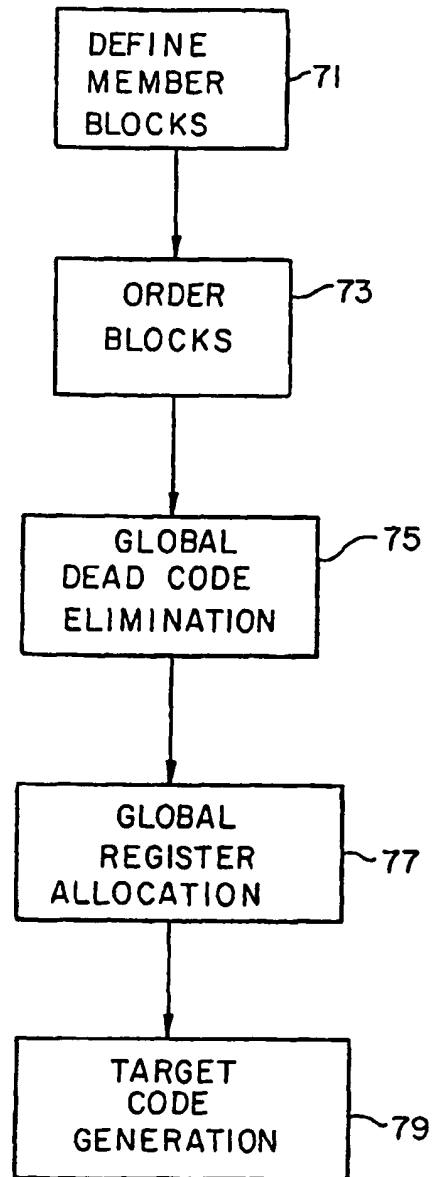 DEFINE
MEMBER
BLOCKS
71
ORDER
BLOCKS
73
GLOBAL
DEAD CODE
ELIMINATION
75
GLOBAL
REGISTER
ALLOCATION
77
TARGET
CODE
GENERATION
79